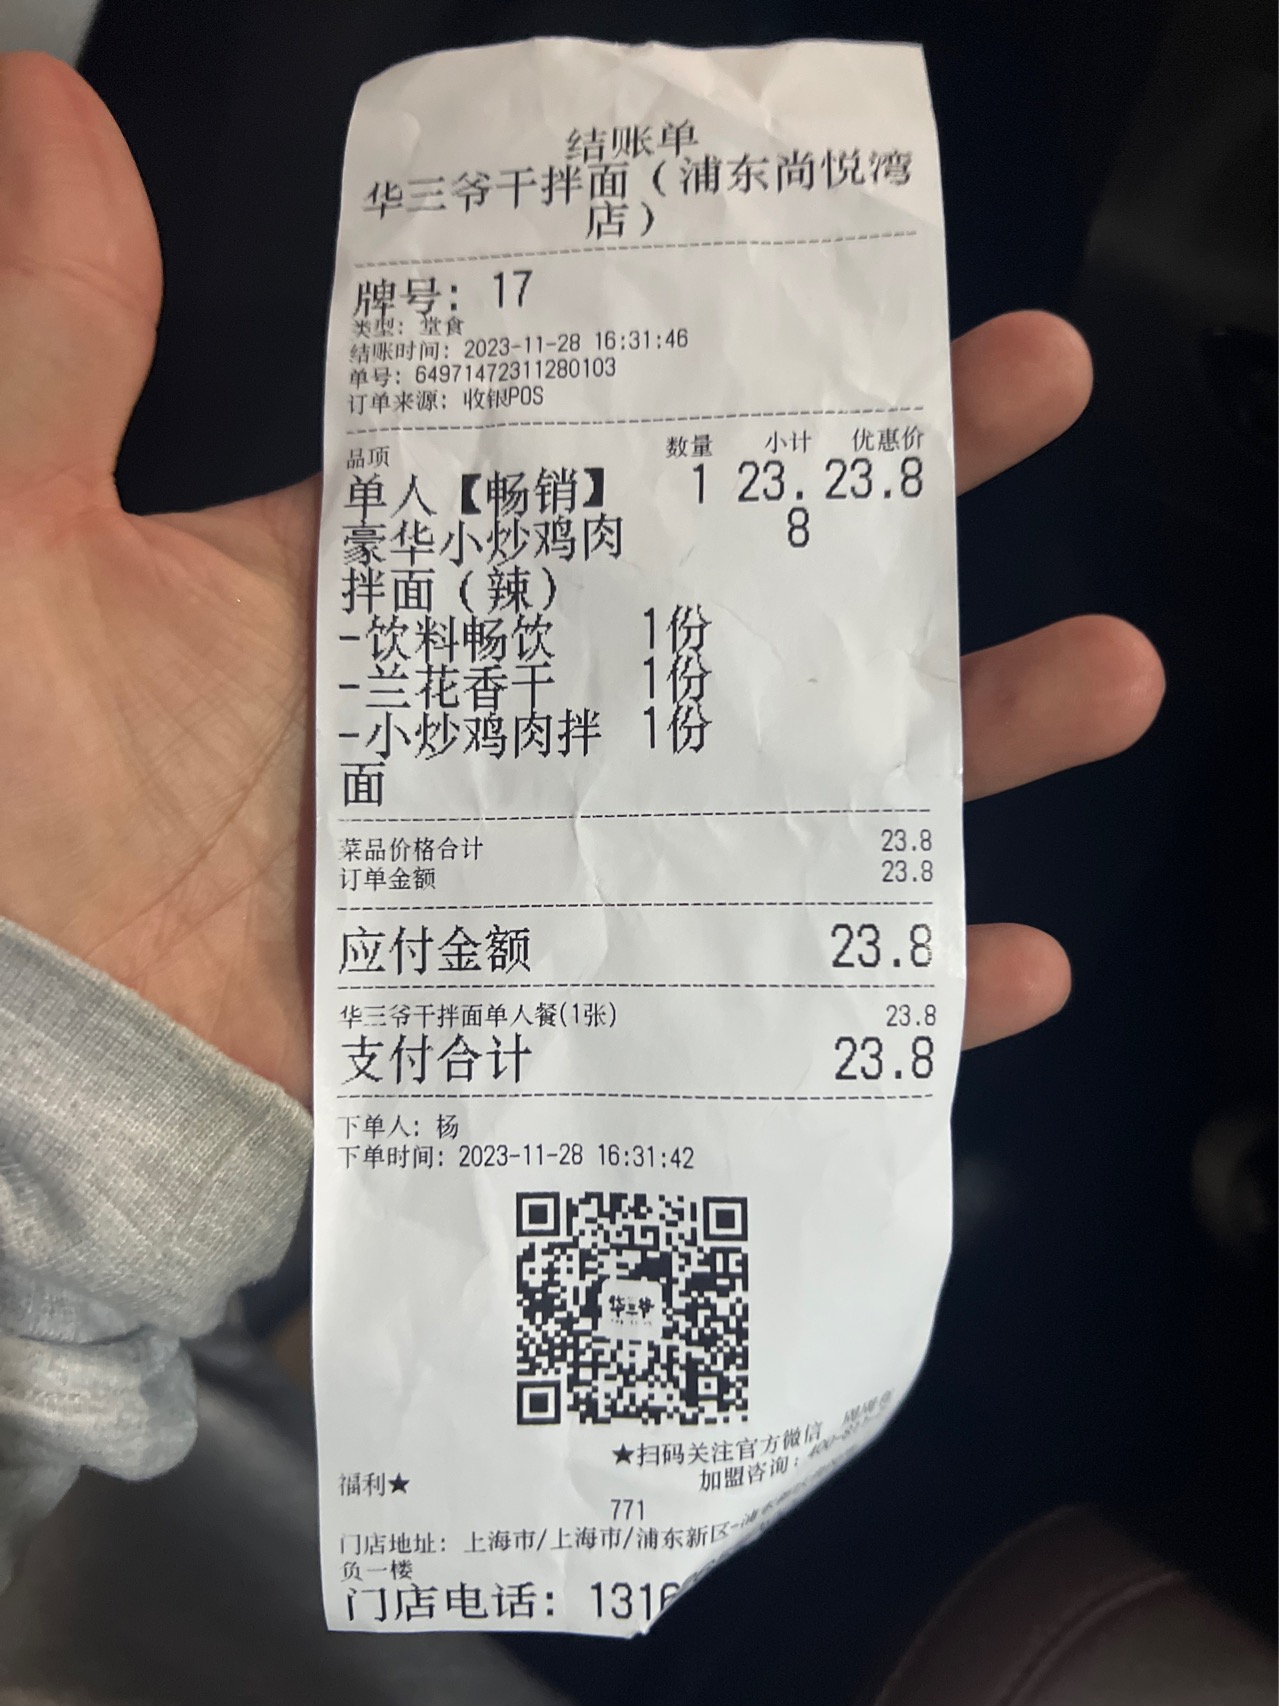 结账单
华三爷干拌面（浦东尚悦湾
店）
牌号：17
类型：堂食
结账时间：2023-11-28 16:31:46
单号：64971472311280103
订单来源：收银POS
品项 数量 小计 优惠价
单人【畅销】 1 23. 23.8
豪华小炒鸡肉 8
拌面（辣）
-饮料畅饮 1份
-兰花香干 1份
-小炒鸡肉拌 1份
面
菜品价格合计 23.8
订单金额 23.8
应付金额 23.8
华三爷干拌面单人餐(1张) 23.8
支付合计 23.8
下单人：杨
下单时间：2023-11-28 16:31:42
华三爷
★扫码关注官方微信
福利★ 加盟咨询：400-
771
门店地址：上海市/上海市/浦东新区-浦
负一楼
门店电话：1316